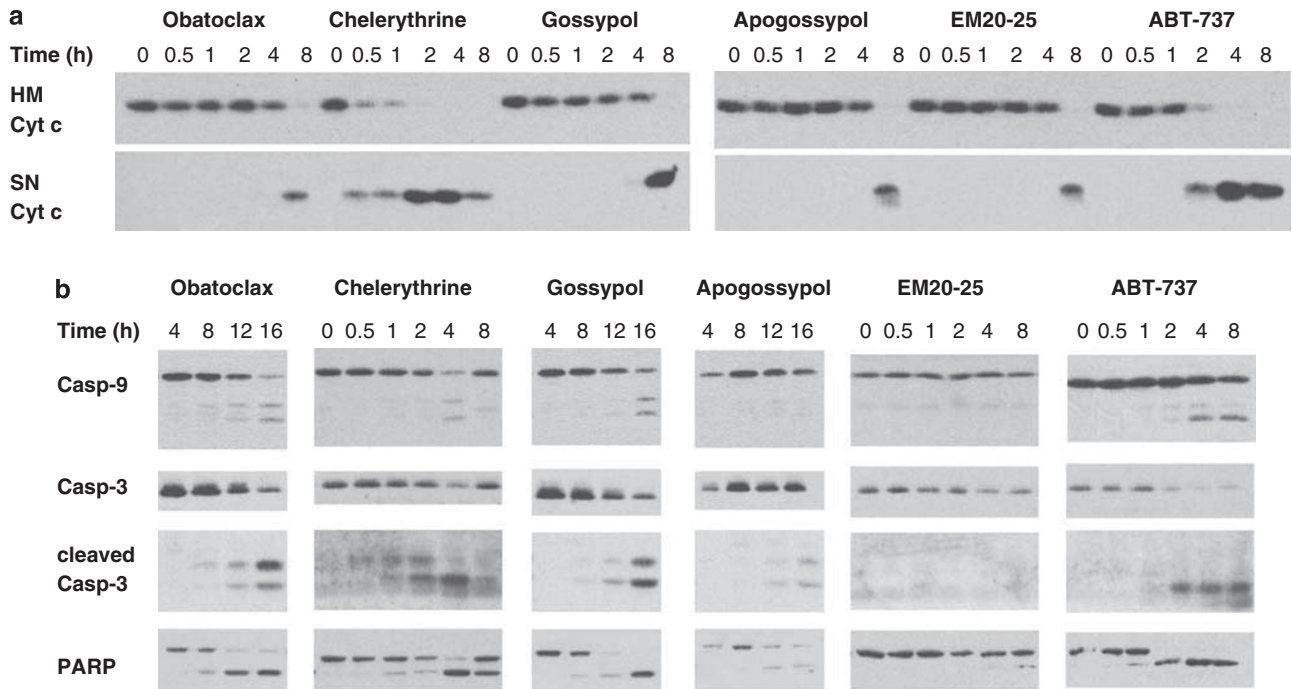 a
Obatoclax Chelerythrine Gossypol Apogossypol EM20-25 ABT-737
Time (h) 0 0.5 1 2 4 8 0 0.5 1 2 4 8 0 0.5 1 2 4 8 0 0.5 1 2 4 8 0 0.5 1 2 4 8 0 0.5 1 2 4 8
HM
Cyt c
SN
Cyt c
b
Obatoclax Chelerythrine Gossypol Apogossypol EM20-25 ABT-737
Time (h) 4 8 12 16 0 0.5 1 2 4 8 4 8 12 16 4 8 12 16 0 0.5 1 2 4 8 0 0.5 1 2 4 8
Casp-9
Casp-3
cleaved
Casp-3
PARP